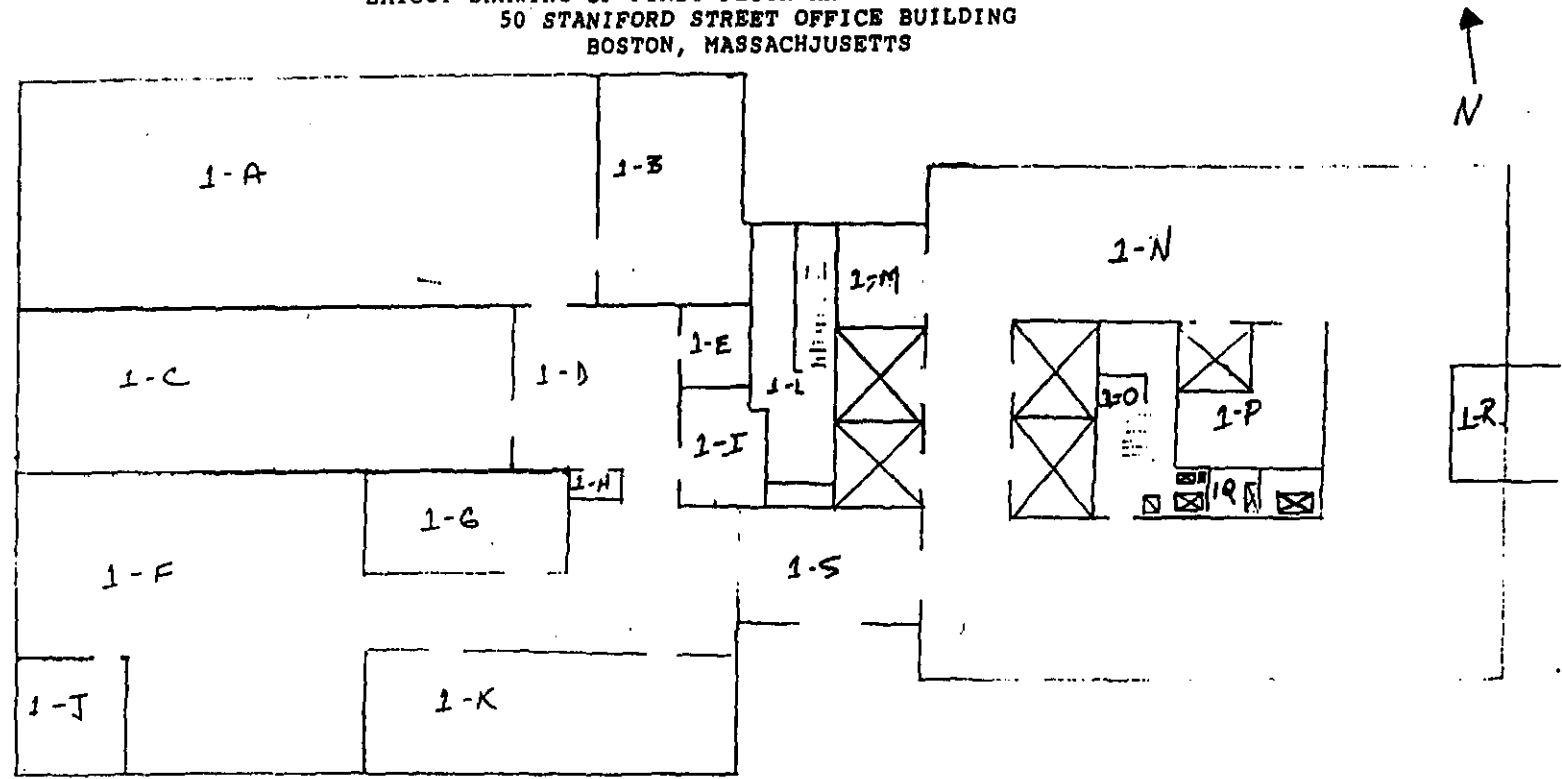 50 STANIFORD STREET OFFICE BUILDING
BOSTON, MASSACHJUSETTS
N
1-A
1-B
1-N
1-M
1-E
1-C
1-D
1-L
1-O
1-P
1-R
1-I
1-H
1-Q
1-G
1-F
1-S
1-J
1-K